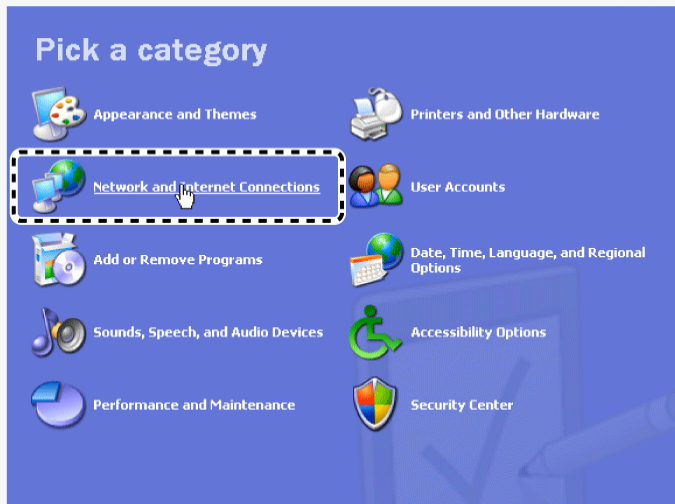 Pick a category
Appearance and Themes
Printers and Other Hardware
Network and Internet Connections
User Accounts
Add or Remove Programs
Date, Time, Language, and Regional
Options
Sounds, Speech, and Audio Devices
Accessibility Options
Performance and Maintenance
Security Center